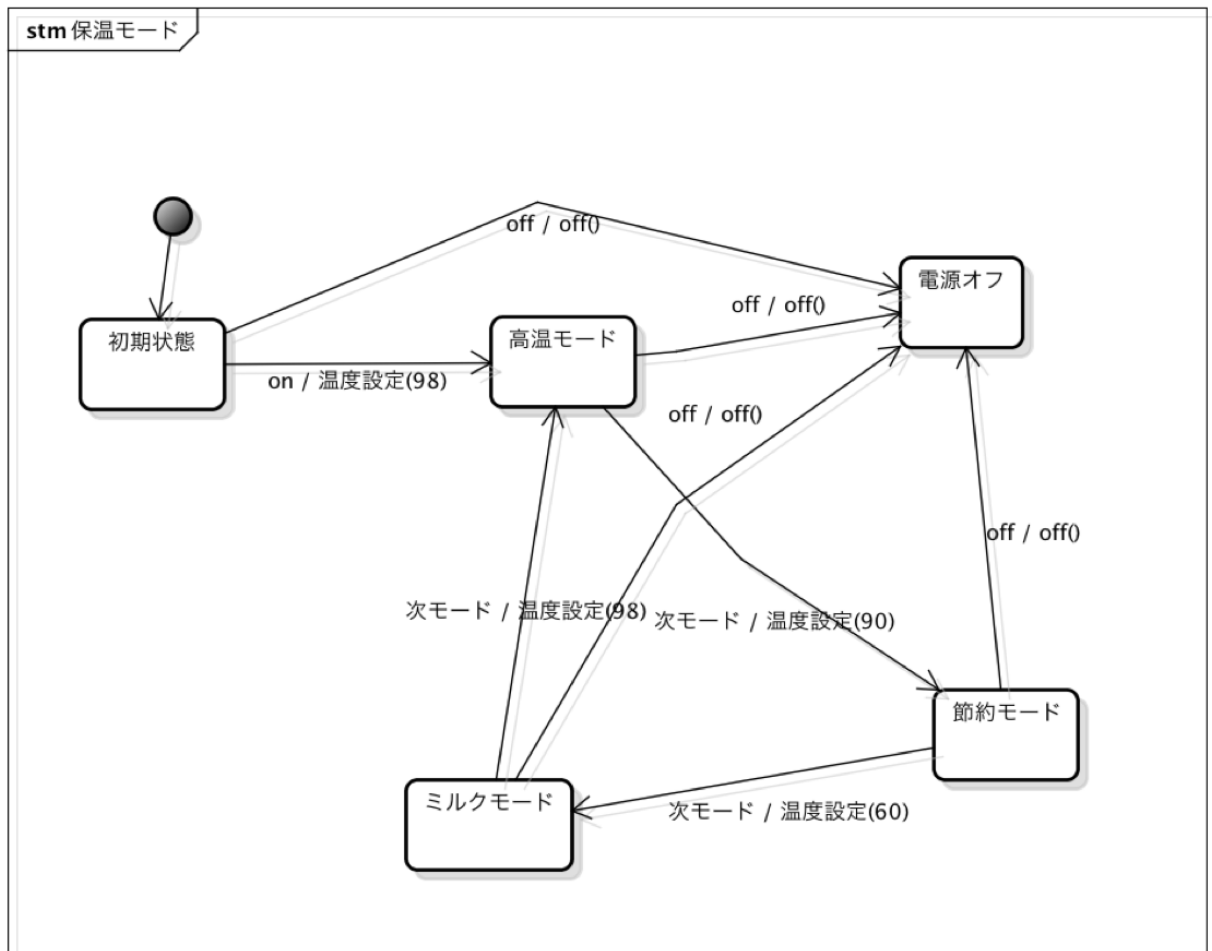 stm 保温モード
off / off()
電源オフ
off / off()
初期状態
高温モード
on / 温度設定(98)
off / off()
off / off()
次モード / 温度設定(98)
次モード / 温度設定(90)
節約モード
ミルクモード
次モード / 温度設定(60)